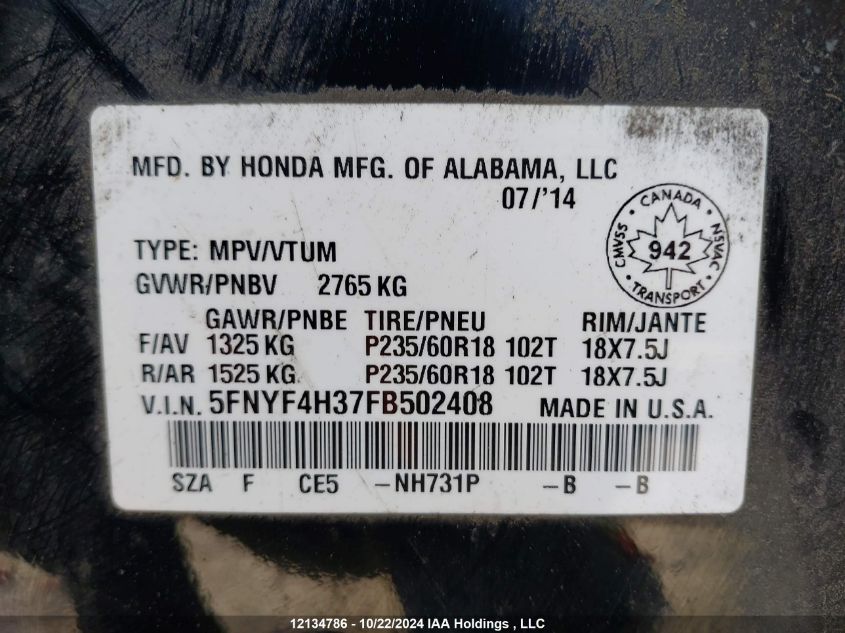 MFD. BY HONDA MFG. OF ALABAMA, LLC
07/'14
CANADA
CMVSS 942 NSVAC
TRANSPORT
TYPE: MPV/VTUM
GVWR/PNBV 2765 KG
GAWR/PNBE TIRE/PNEU RIM/JANTE
F/AV 1325 KG P235/60R18 102T 18X7.5J
R/AR 1525 KG P235/60R18 102T 18X7.5J
V.I.N. 5FNYF4H37FB502408 MADE IN U.S.A.
SZA F CE5 -NH731P -B -B
12134786 - 10/22/2024 IAA Holdings , LLC